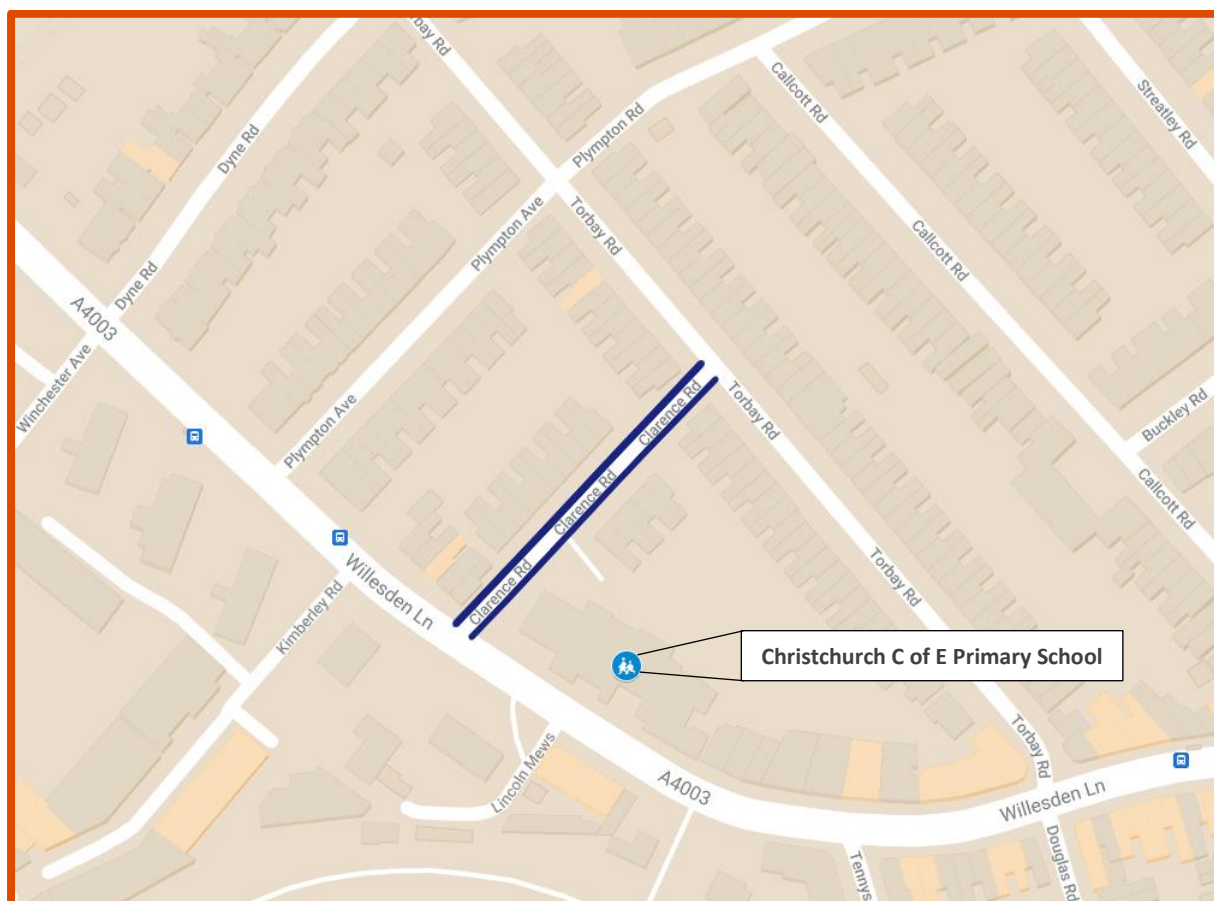 bay Rd
Callcott Rd
Streatley Rd
Dyne Rd
Plympton Rd
Torbay Rd
Plympton Ave
Callcott Rd
Dyne Rd
A4003
Winchester Ave
Plympton Ave
Clarence Rd
Torbay Rd
Buckley Rd
Clarence Rd
Callcott Rd
Willesden Ln
Clarence Rd
Kimberley Rd
Torbay Rd
Christchurch C of E Primary School
Lincoln Mews
A4003
Torbay Rd
Willesden Ln
Tennys
Douglas Rd